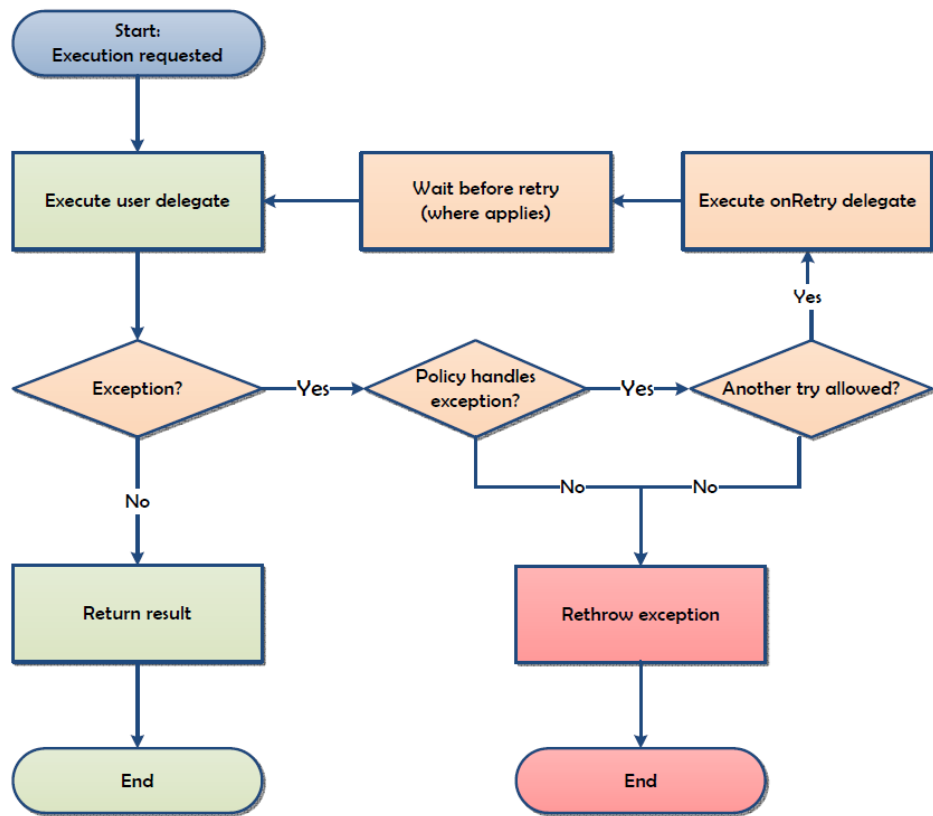 Start:
Execution requested
Execute user delegate
Wait before retry
(where applies)
Execute onRetry delegate
Yes
Exception?
Yes
Policy handles
exception?
Yes
Another try allowed?
No
No
No
Return result
Rethrow exception
End
End